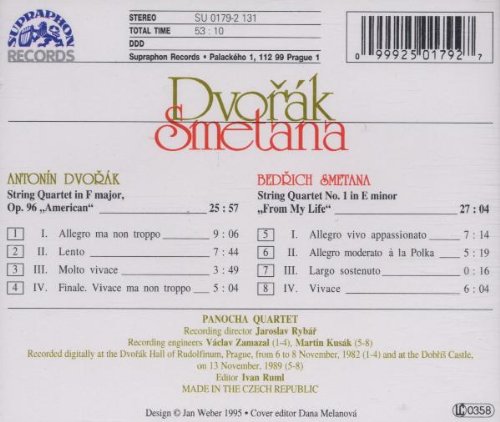 SUPRAPHON
RECORDS
STEREO SU 0179-2 131
TOTAL TIME 53 : 10
DDD
Supraphon Records • Palackého 1, 112 99 Prague 1
0 99925 01792 7
Dvořák
Smetana
ANTONÍN DVOŘÁK
String Quartet in F major,
Op. 96 „American“ 25 : 57
1 I. Allegro ma non troppo 9 : 06
2 II. Lento 7 : 44
3 III. Molto vivace 3 : 49
4 IV. Finale. Vivace ma non troppo 5 : 04
BEDŘICH SMETANA
String Quartet No. 1 in E minor
„From My Life“ 27 : 04
5 I. Allegro vivo appassionato 7 : 14
6 II. Allegro moderato à la Polka 5 : 19
7 III. Largo sostenuto 0 : 16
8 IV. Vivace 6 : 04
PANOCHA QUARTET
Recording director Jaroslav Rybář
Recording engineers Václav Zamazal (1-4), Martin Kusák (5-8)
Recorded digitally at the Dvořák Hall of Rudolfinum, Prague, from 6 to 8 November, 1982 (1-4) and at the Dobříš Castle,
on 13 November, 1989 (5-8)
Editor Ivan Ruml
MADE IN THE CZECH REPUBLIC
Design © Jan Weber 1995 • Cover editor Dana Melanová
LC 0358